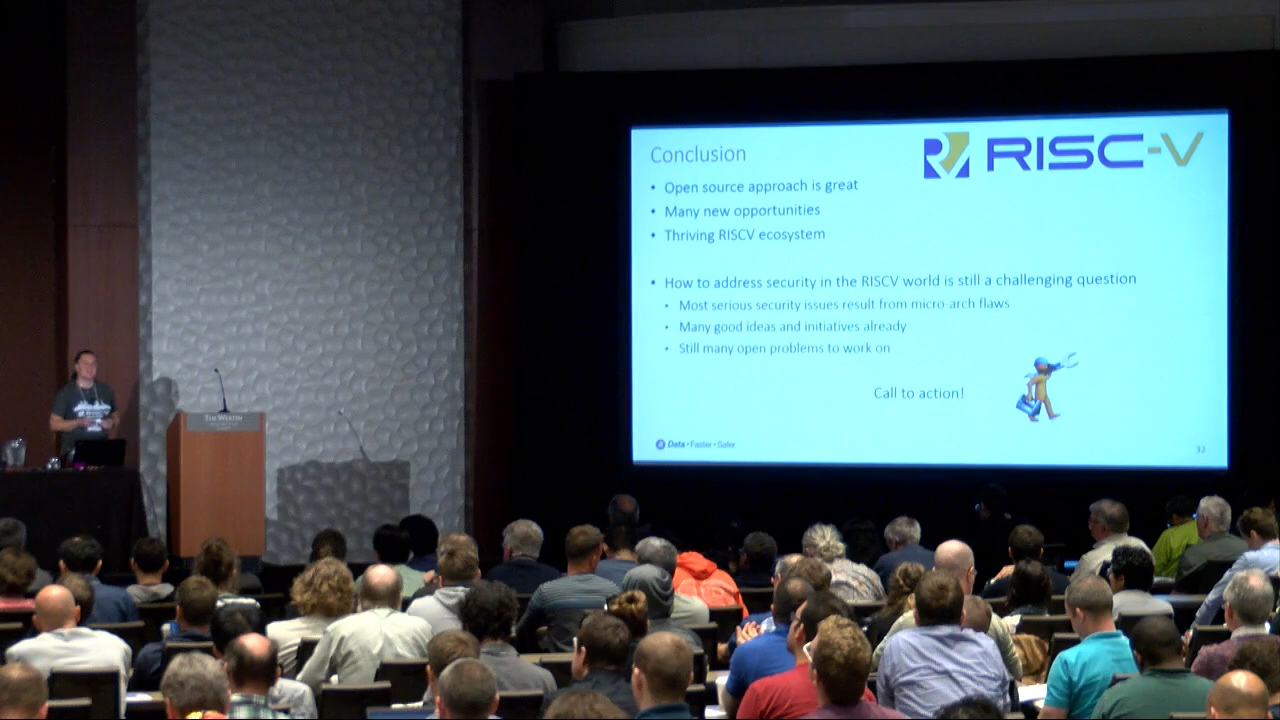 RISC-V
Conclusion
• Open source approach is great
• Many new opportunities
• Thriving RISCV ecosystem
• How to address security in the RISCV world is still a challenging question
• Most serious security issues result from micro-arch flaws
• Many good ideas and initiatives already
• Still many open problems to work on
Call to action!
Data • Faster • Safer
32
THE WESTIN